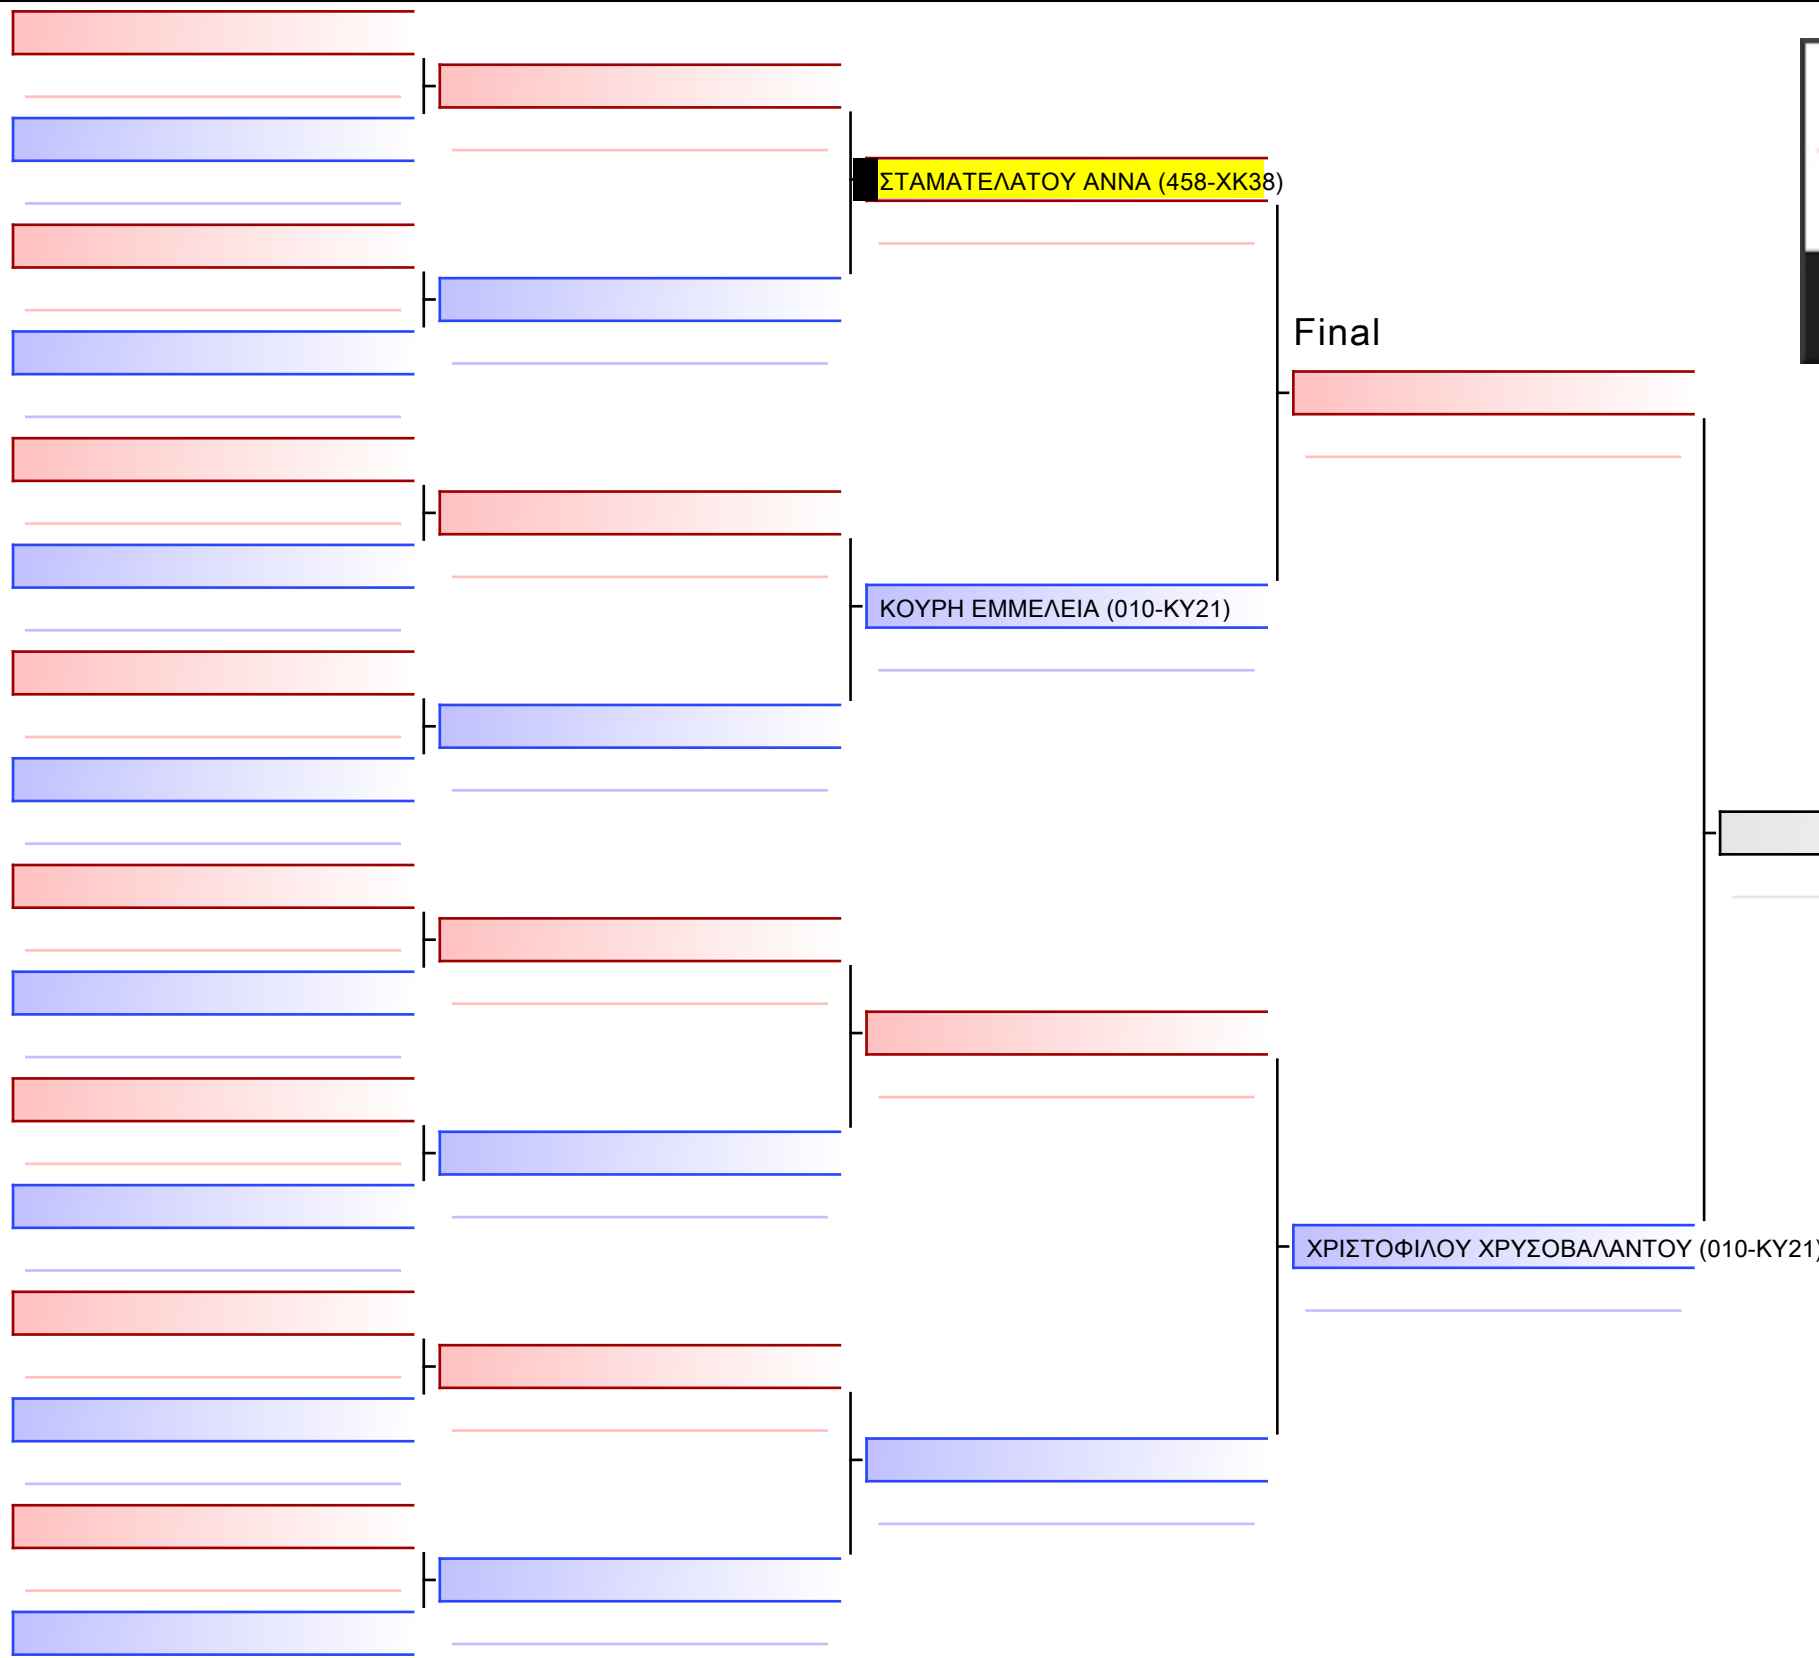 ΣΤΑΜΑΤΕΛΑΤΟΥ ΑΝΝΑ (458-ΧΚ38)
Final
ΚΟΥΡΗ ΕΜΜΕΛΕΙΑ (010-ΚΥ21)
ΧΡΙΣΤΟΦΙΛΟΥ ΧΡΥΣΟΒΑΛΑΝΤΟΥ (010-ΚΥ21)